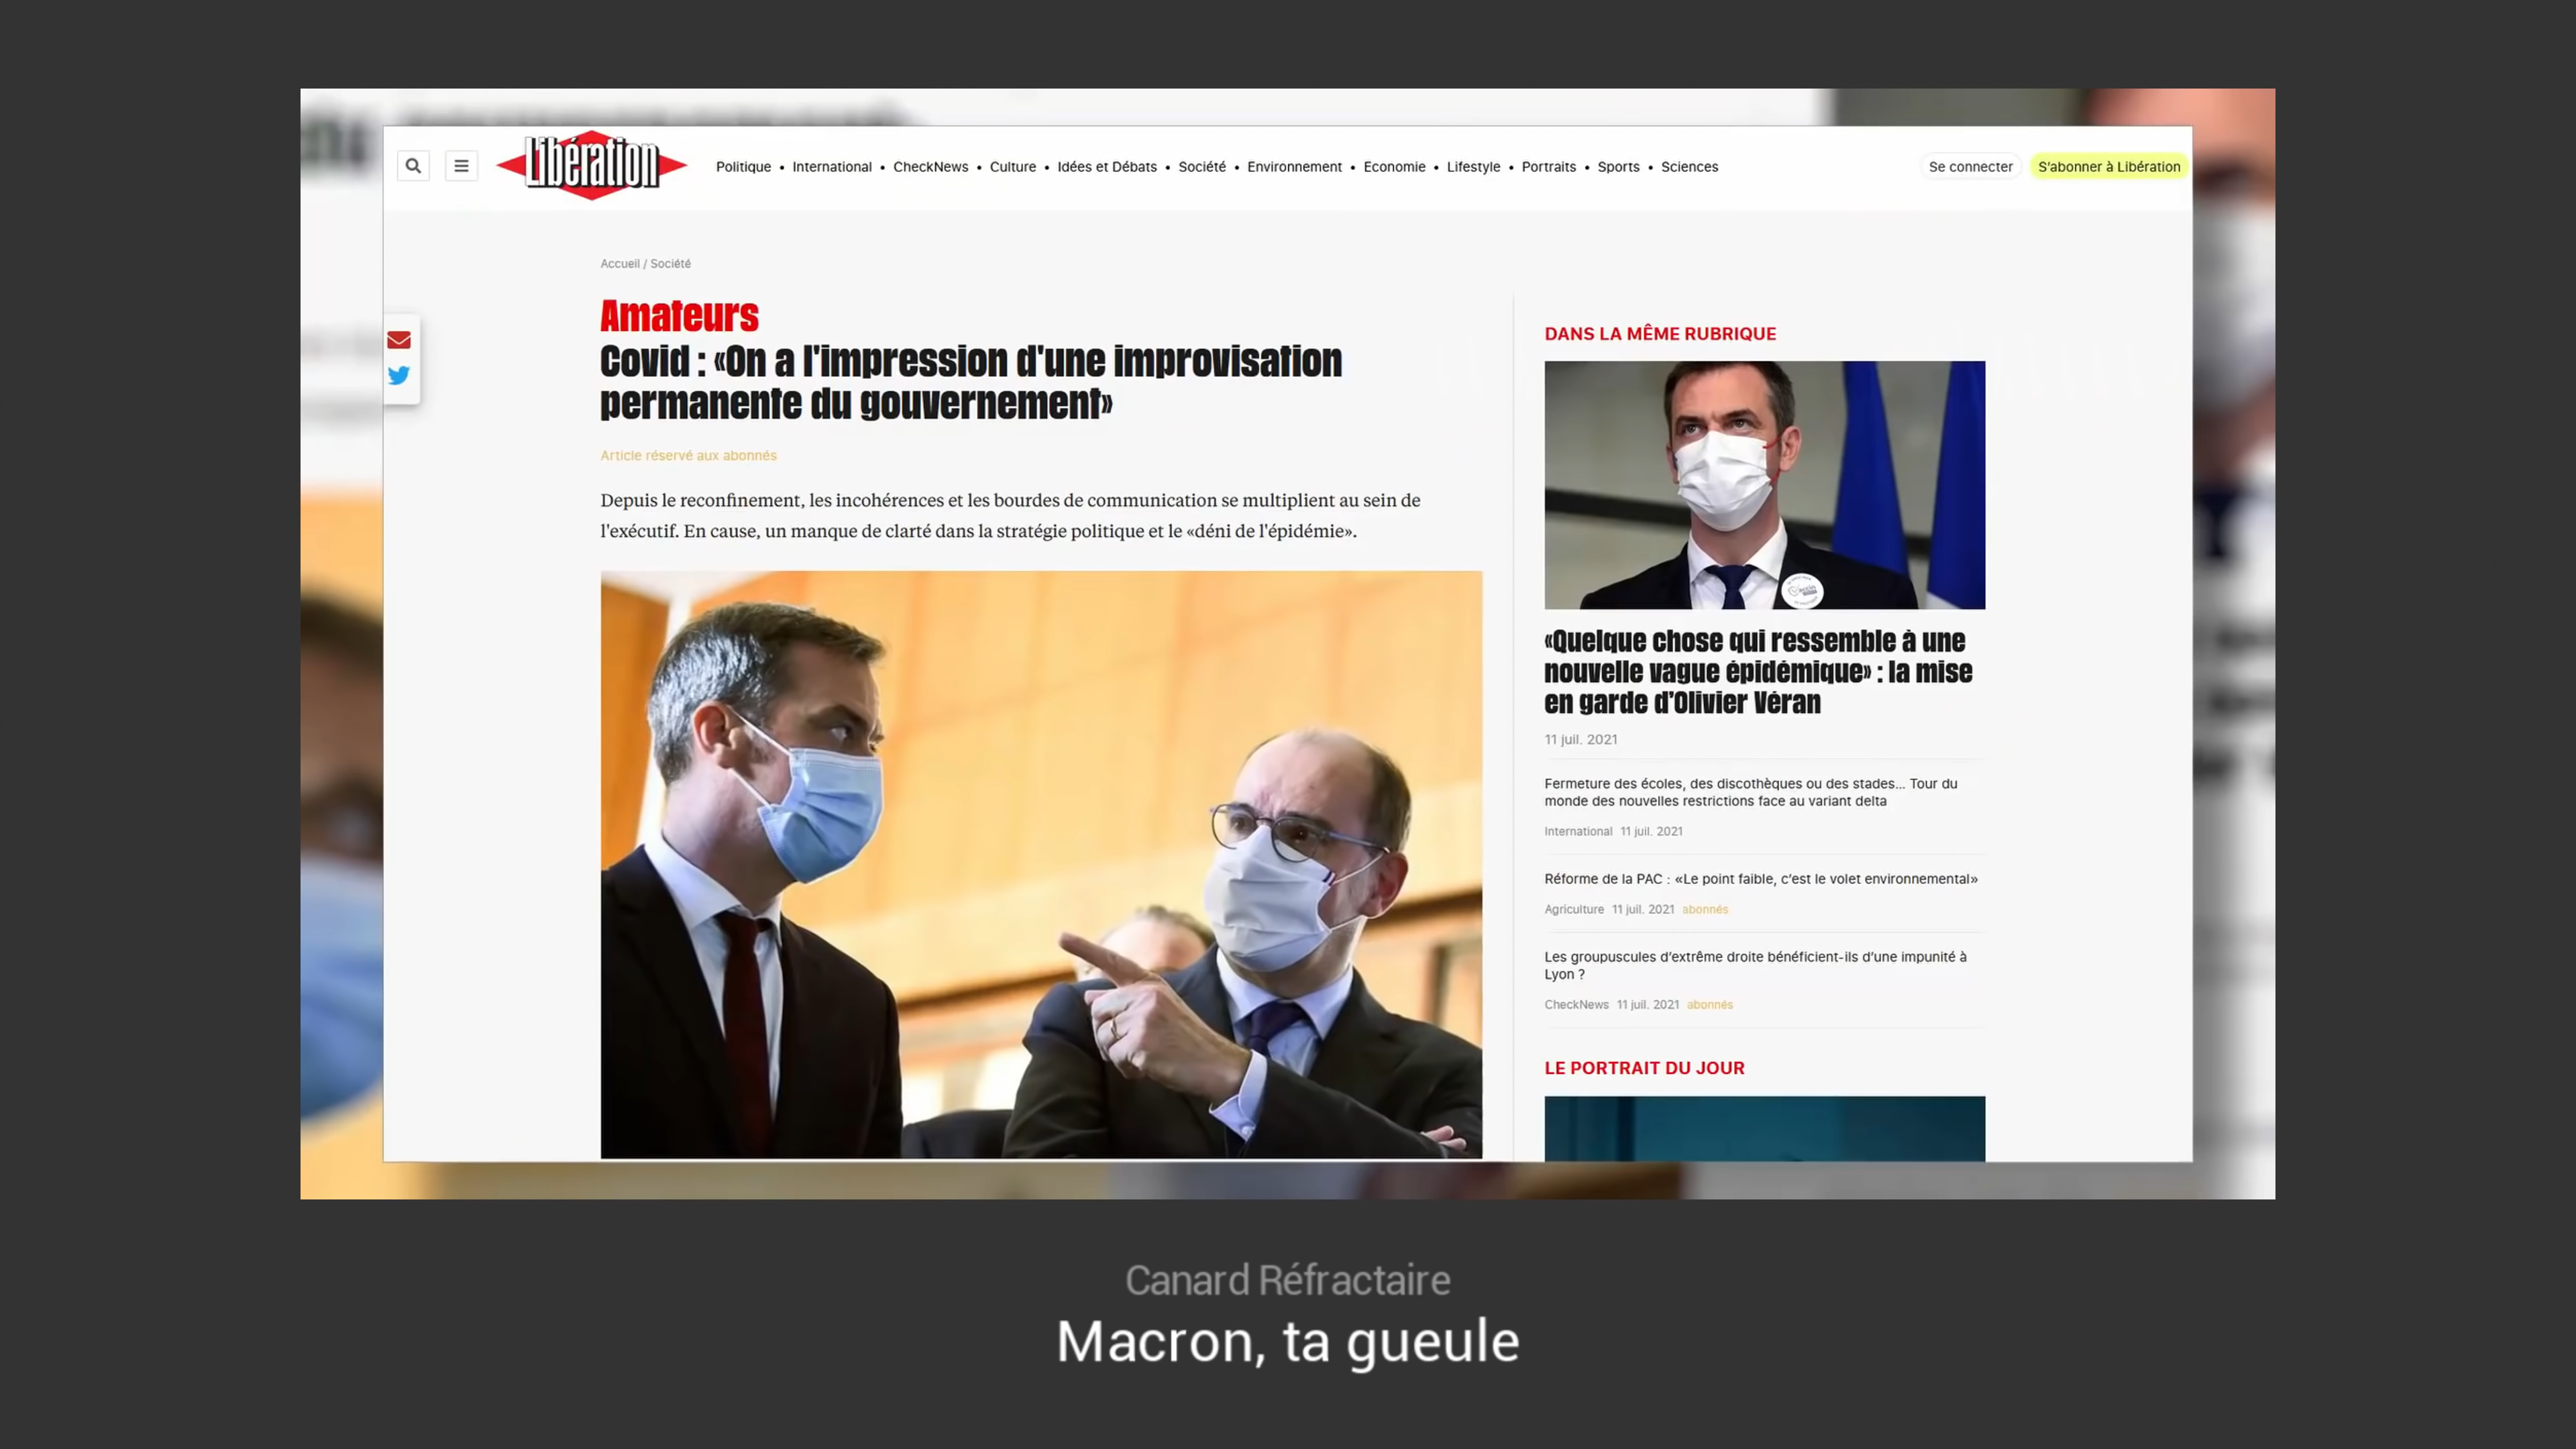 Libération
Politique • International • CheckNews • Culture • Idées et Débats • Société • Environnement • Economie • Lifestyle • Portraits • Sports • Sciences
Se connecter
S'abonner à Libération
Accueil / Société
Amateurs
Covid : «On a l'impression d'une improvisation
permanente du gouvernement»
Article réservé aux abonnés
Depuis le reconfinement, les incohérences et les bourdes de communication se multiplient au sein de
l'exécutif. En cause, un manque de clarté dans la stratégie politique et le «déni de l'épidémie».
DANS LA MÊME RUBRIQUE
«Quelque chose qui ressemble à une
nouvelle vague épidémique» : la mise
en garde d’Olivier Véran
11 juil. 2021
Fermeture des écoles, des discothèques ou des stades... Tour du
monde des nouvelles restrictions face au variant delta
International 11 juil. 2021
Réforme de la PAC : «Le point faible, c’est le volet environnemental»
Agriculture 11 juil. 2021 abonnés
Les groupuscules d’extrême droite bénéficient-ils d’une impunité à
Lyon ?
CheckNews 11 juil. 2021 abonnés
LE PORTRAIT DU JOUR
Canard Réfractaire
Macron, ta gueule